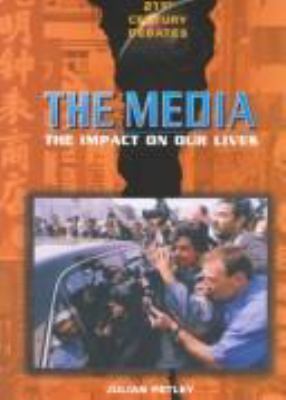 21ST
CENTURY
DEBATES
THE MEDIA
THE IMPACT ON OUR LIVES
JULIAN PETLEY